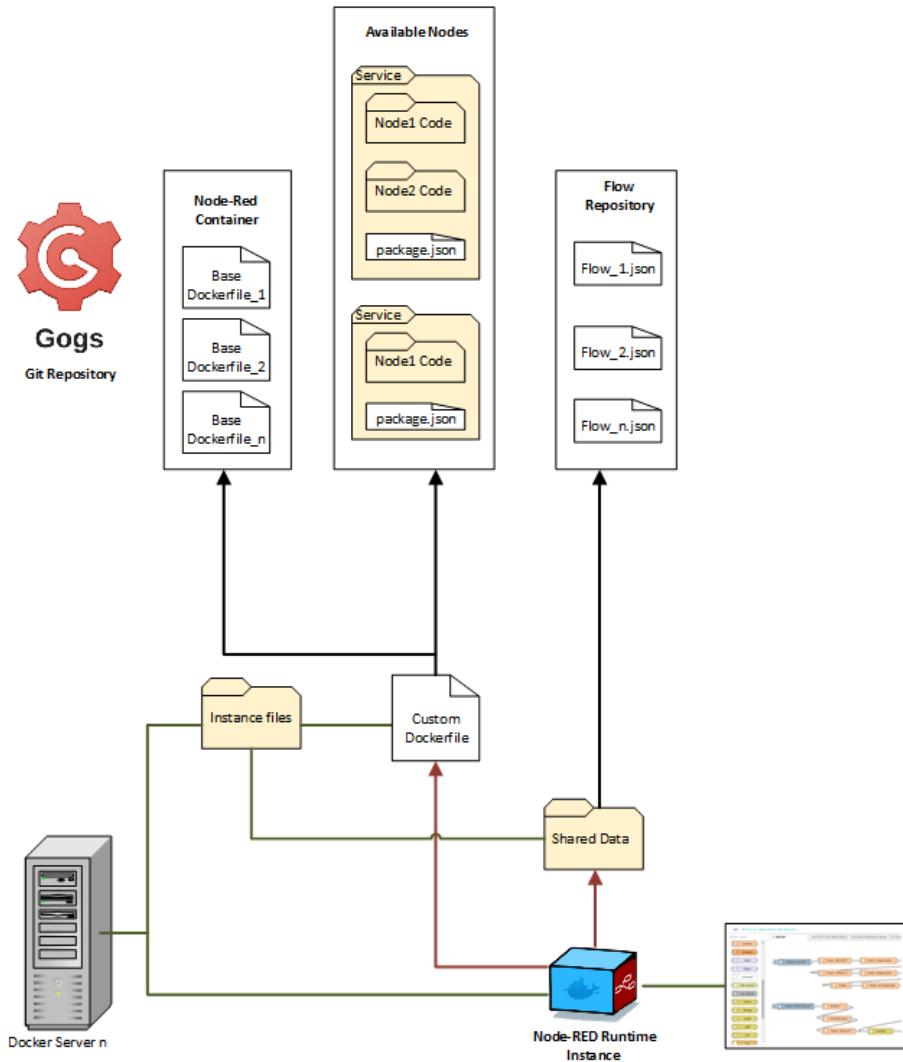 Available Nodes
Service
Node1 Code
Node2 Code
package.json
Service
Node1 Code
package.json
Node-Red
Container
Base
Dockerfile_1
Base
Dockerfile_2
Base
Dockerfile_n
Flow
Repository
Flow_1.json
Flow_2.json
Flow_n.json
Gogs
Git Repository
Instance files
Custom
Dockerfile
Shared Data
Docker Server n
Node-RED Runtime
Instance